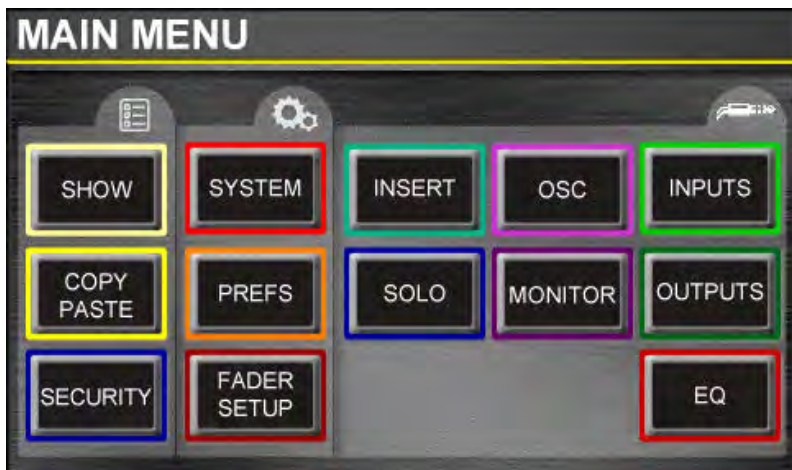 MAIN MENU
SHOW
SYSTEM
INSERT
OSC
INPUTS
COPY
PASTE
PREFS
SOLO
MONITOR
OUTPUTS
SECURITY
FADER
SETUP
EQ